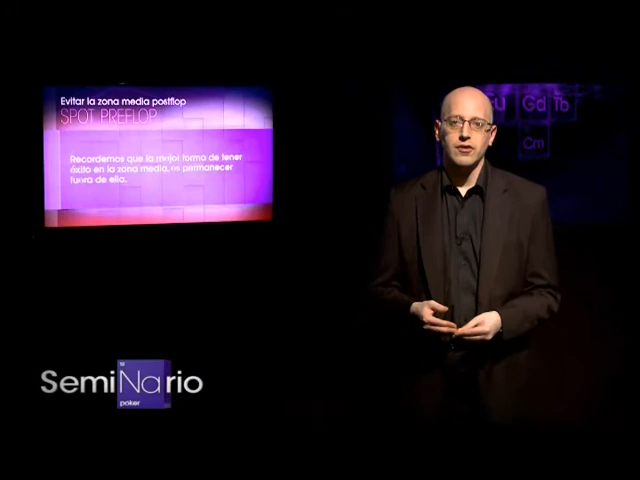 Evitar la zona media postflop
SPOT PREFLOP
Recordemos que la mejor forma de tener
éxito en la zona media, es permanecer
fuera de ella.
Gd Tb
Cm
SemiNario
poker